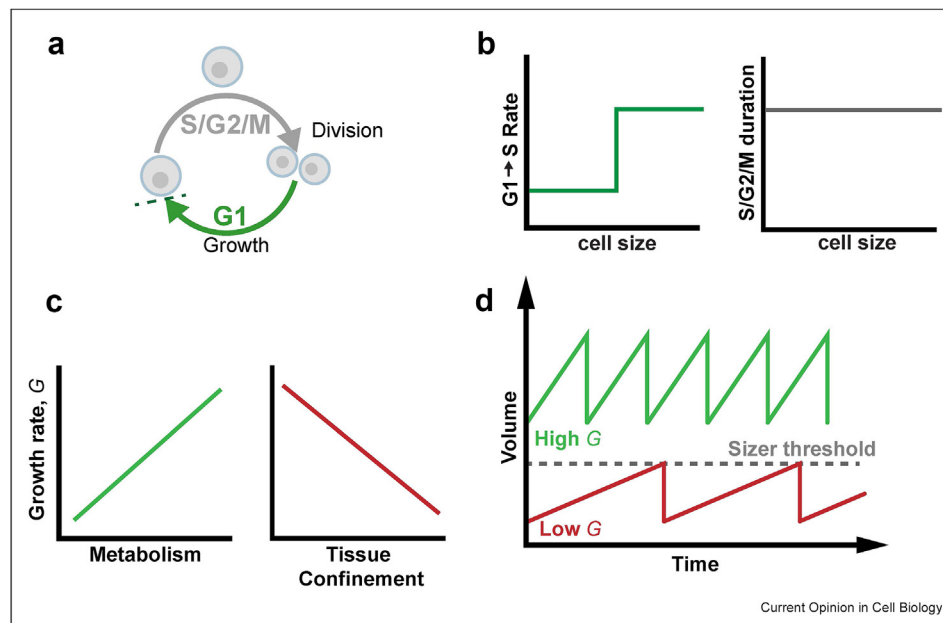 a
S/G2/M
Division
G1
Growth
b
G1→S Rate
cell size
S/G2/M duration
cell size
c
Growth rate, G
Metabolism
Tissue
Confinement
d
Volume
High G
Sizer threshold
Low G
Time
Current Opinion in Cell Biology